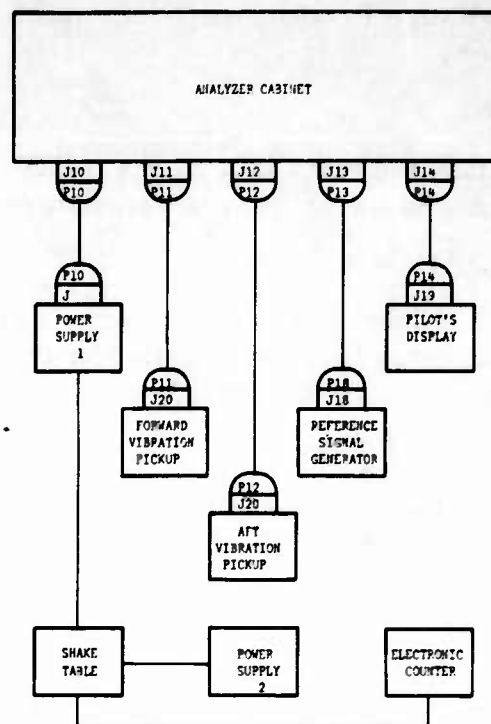 ANALYZER CABINET
J10 J11 J12 J13 J14
P10 P11 P12 P13 P14
P10
J
POWER
SUPPLY
1
P14
J19
PILOT'S
DISPLAY
P11
J20
FORWARD
VIBRATION
PICKUP
P18
J18
REFERENCE
SIGNAL
GENERATOR
P12
J20
AFT
VIBRATION
PICKUP
SHAKE
TABLE
POWER
SUPPLY
2
ELECTRONIC
COUNTER